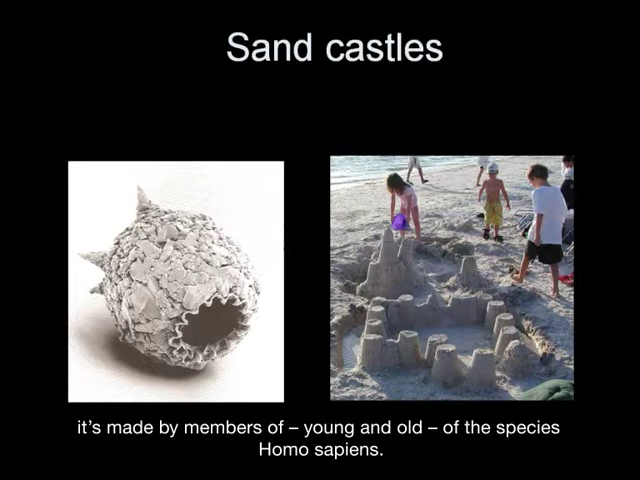 Sand castles
it's made by members of – young and old – of the species
Homo sapiens.